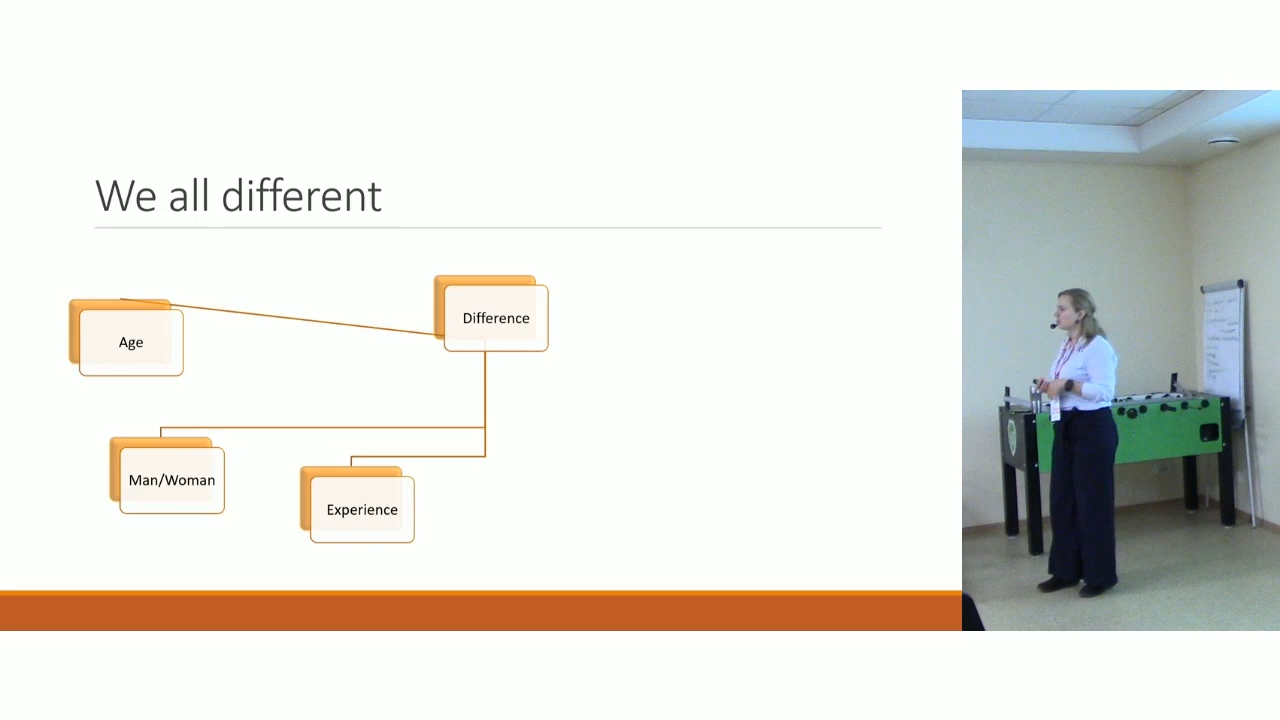 We all different
Difference
Age
Man/Woman
Experience